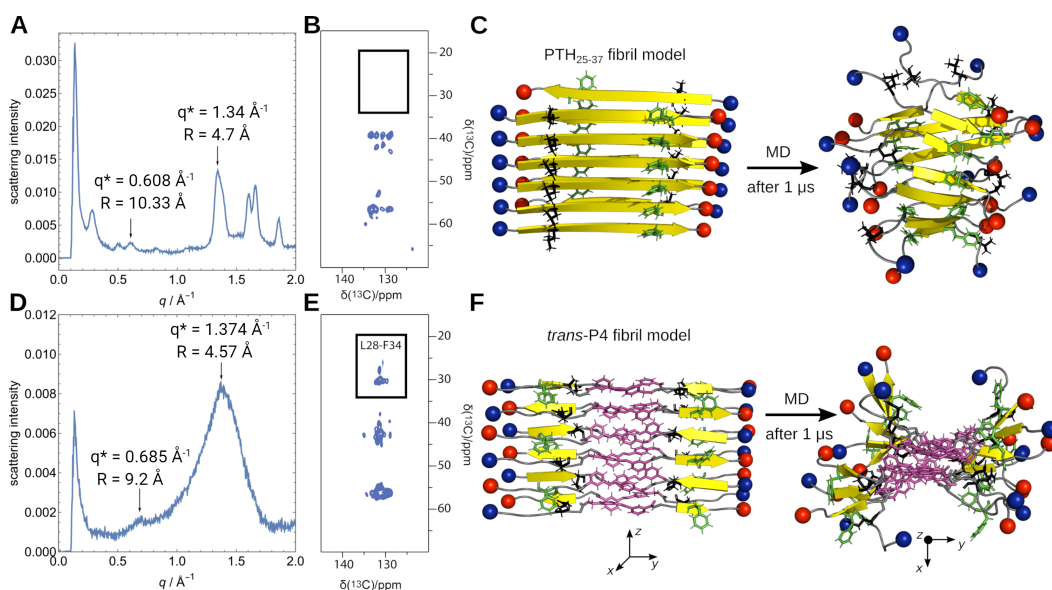 A
scattering intensity
0.030
0.025
0.020
0.015
0.010
0.005
0.000
q* = 1.34 Å⁻¹
R = 4.7 Å
q* = 0.608 Å⁻¹
R = 10.33 Å
0.0 0.5 1.0 1.5 2.0
q / Å⁻¹
B
20
30
40
50
60
δ(¹³C)/ppm
140 130
δ(¹³C)/ppm
C
PTH₂₅₋₃₇ fibril model
MD
after 1 µs
D
scattering intensity
0.012
0.010
0.008
0.006
0.004
0.002
0.000
q* = 1.374 Å⁻¹
R = 4.57 Å
q* = 0.685 Å⁻¹
R = 9.2 Å
0.0 0.5 1.0 1.5 2.0
q / Å⁻¹
E
L28-F34
20
30
40
50
60
δ(¹³C)/ppm
140 130
δ(¹³C)/ppm
F
trans-P4 fibril model
MD
after 1 µs
z
x
y
z
y
x